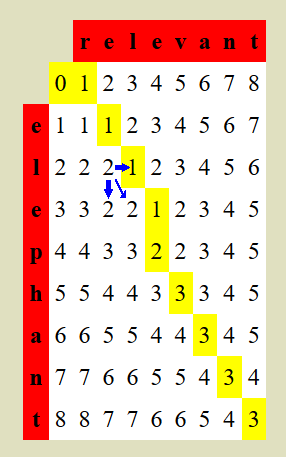 r e l e v a n t
0 1 2 3 4 5 6 7 8
e 1 1 1 2 3 4 5 6 7
l 2 2 2 1 2 3 4 5 6
e 3 3 2 2 1 2 3 4 5
p 4 4 3 3 2 2 3 4 5
h 5 5 4 4 3 3 3 4 5
a 6 6 5 5 4 4 3 4 5
n 7 7 6 6 5 5 4 3 4
t 8 8 7 7 6 6 5 4 3